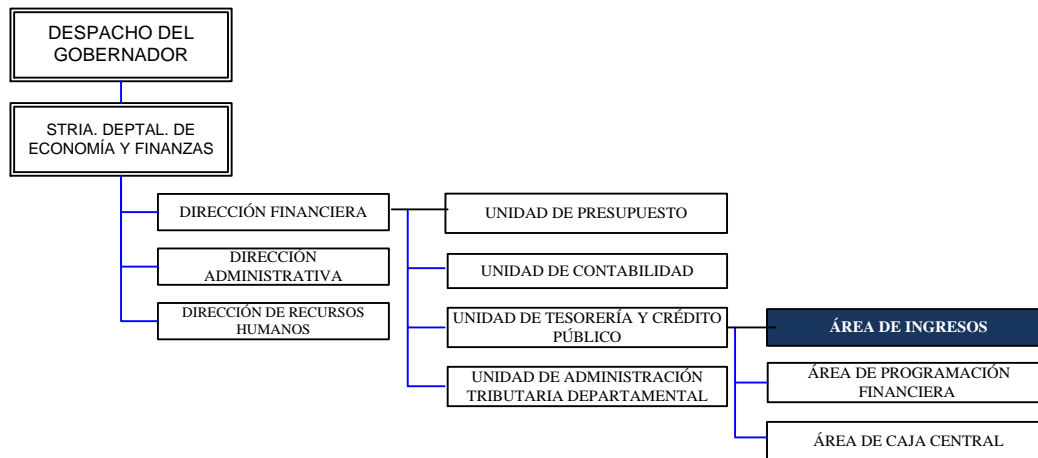 DESPACHO DEL
GOBERNADOR
STRIA. DEPTAL. DE
ECONOMÍA Y FINANZAS
DIRECCIÓN FINANCIERA
DIRECCIÓN
ADMINISTRATIVA
DIRECCIÓN DE RECURSOS
HUMANOS
UNIDAD DE PRESUPUESTO
UNIDAD DE CONTABILIDAD
UNIDAD DE TESORERÍA Y CRÉDITO
PÚBLICO
UNIDAD DE ADMINISTRACIÓN
TRIBUTARIA DEPARTAMENTAL
ÁREA DE INGRESOS
ÁREA DE PROGRAMACIÓN
FINANCIERA
ÁREA DE CAJA CENTRAL